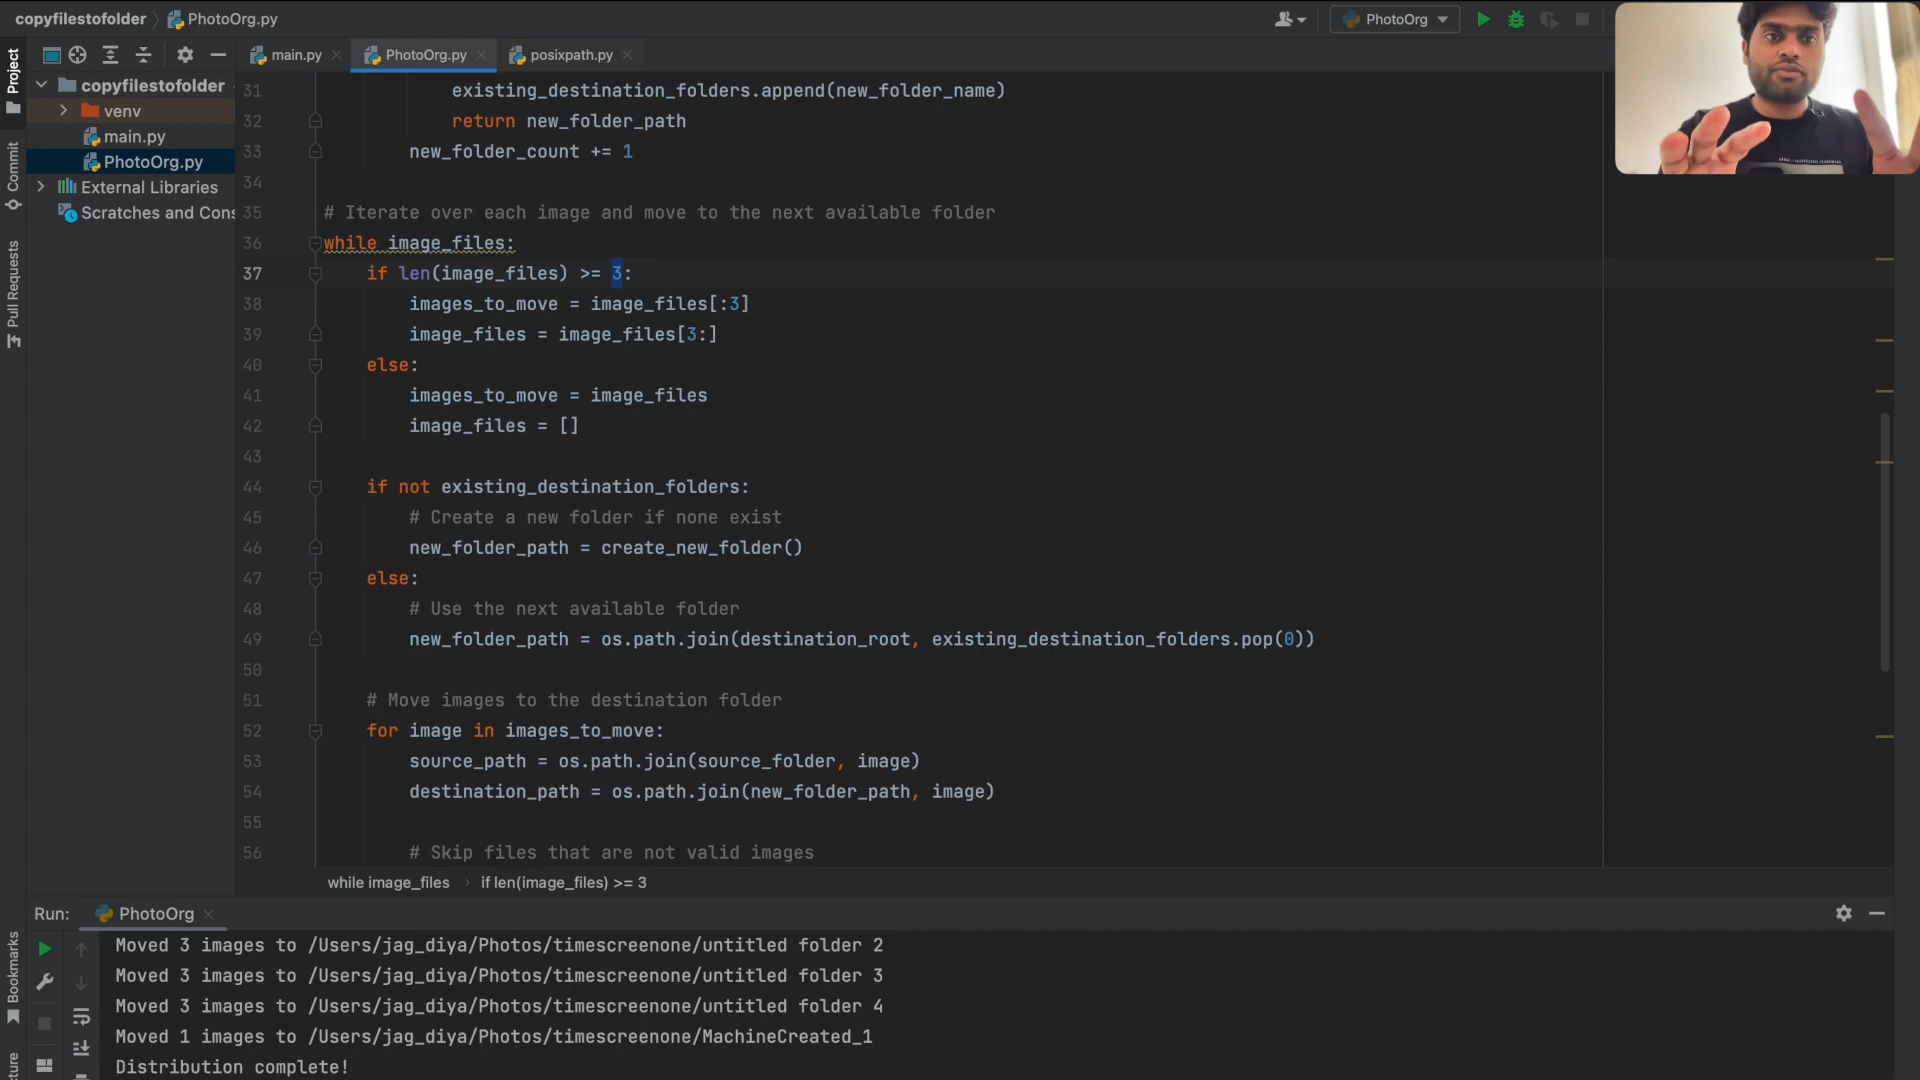 copyfilestofolder
PhotoOrg.py
PhotoOrg
Project
main.py
PhotoOrg.py
posixpath.py
copyfilestofolder
venv
main.py
PhotoOrg.py
External Libraries
Scratches and Cons
Commit
Pull Requests
Bookmarks
31 existing_destination_folders.append(new_folder_name)
32 return new_folder_path
33 new_folder_count += 1
34
35 # Iterate over each image and move to the next available folder
36 while image_files:
37 if len(image_files) >= 3:
38 images_to_move = image_files[:3]
39 image_files = image_files[3:]
40 else:
41 images_to_move = image_files
42 image_files = []
43
44 if not existing_destination_folders:
45 # Create a new folder if none exist
46 new_folder_path = create_new_folder()
47 else:
48 # Use the next available folder
49 new_folder_path = os.path.join(destination_root, existing_destination_folders.pop(0))
50
51 # Move images to the destination folder
52 for image in images_to_move:
53 source_path = os.path.join(source_folder, image)
54 destination_path = os.path.join(new_folder_path, image)
55
56 # Skip files that are not valid images
while image_files
if len(image_files) >= 3
Run:
PhotoOrg
Moved 3 images to /Users/jag_diya/Photos/timescreenone/untitled folder 2
Moved 3 images to /Users/jag_diya/Photos/timescreenone/untitled folder 3
Moved 3 images to /Users/jag_diya/Photos/timescreenone/untitled folder 4
Moved 1 images to /Users/jag_diya/Photos/timescreenone/MachineCreated_1
Distribution complete!